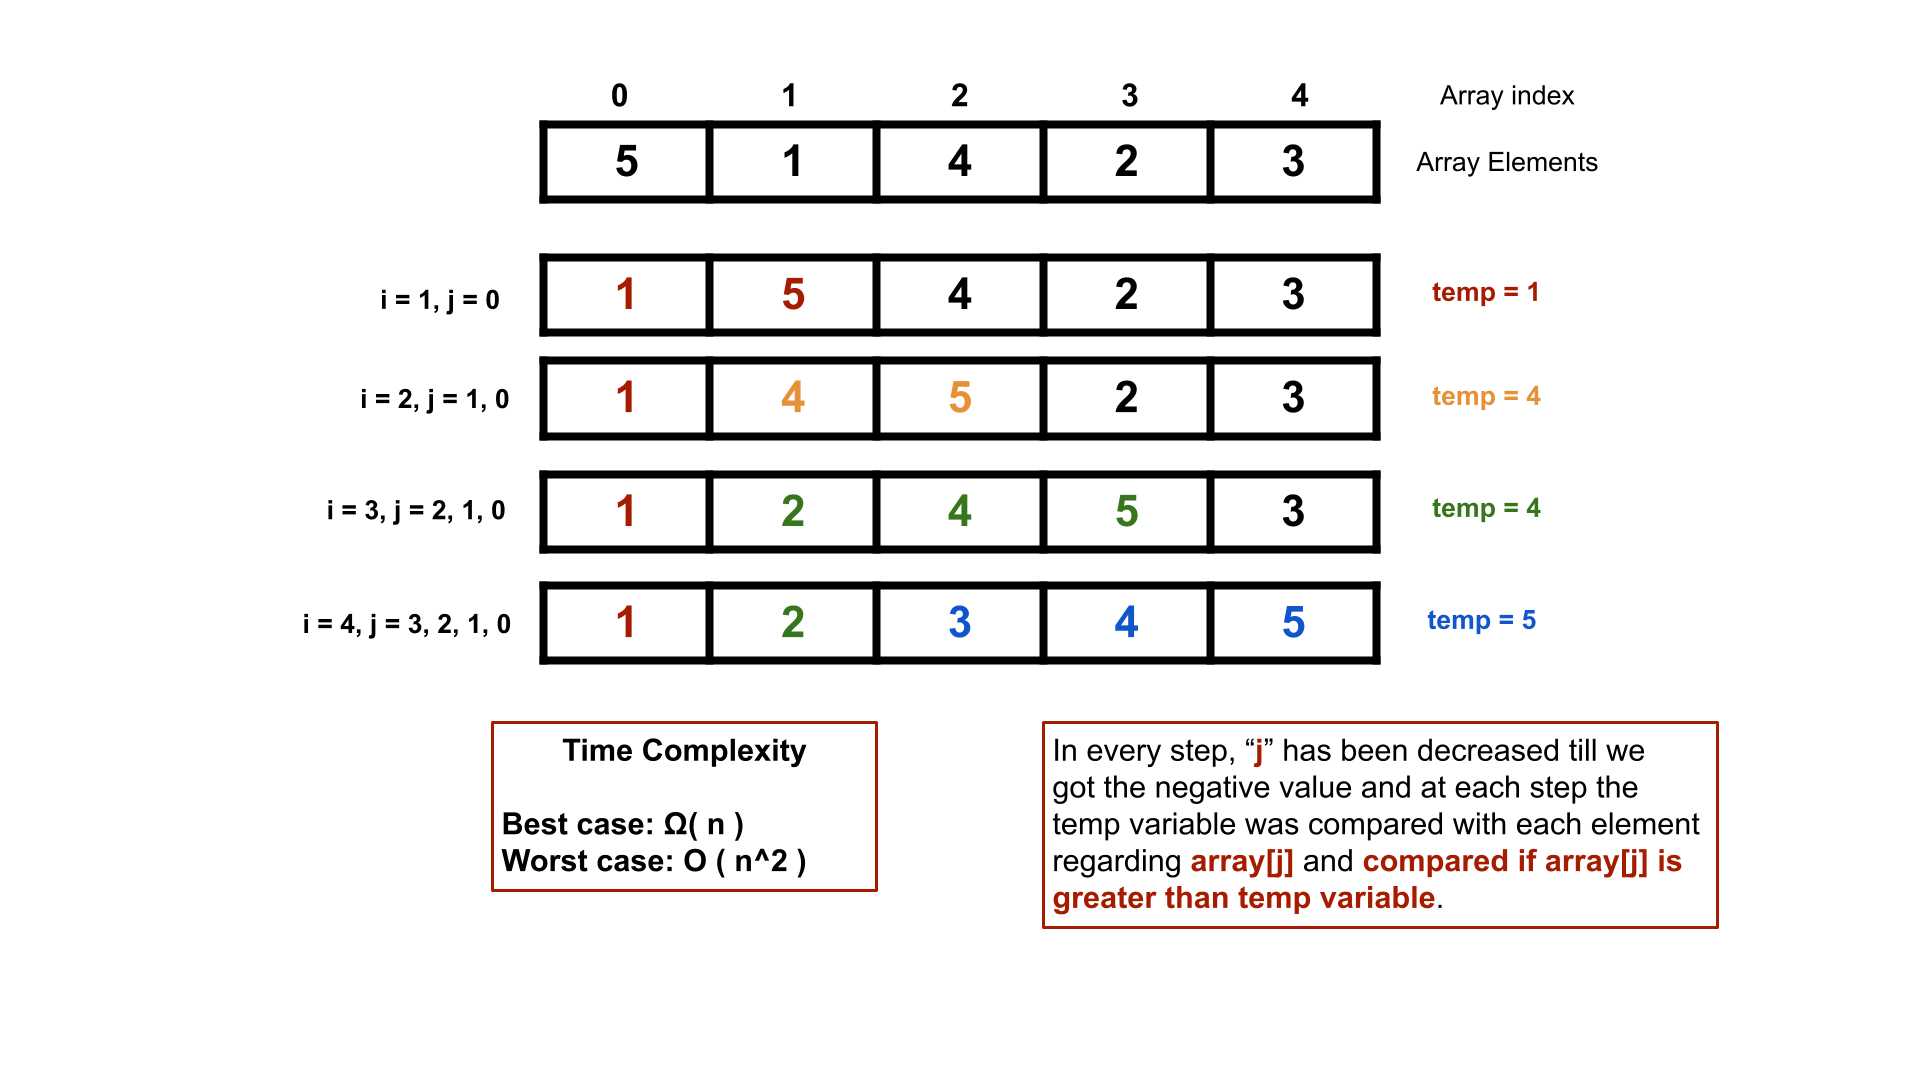 0 1 2 3 4 Array index
5 1 4 2 3 Array Elements
i = 1, j = 0 1 5 4 2 3 temp = 1
i = 2, j = 1, 0 1 4 5 2 3 temp = 4
i = 3, j = 2, 1, 0 1 2 4 5 3 temp = 4
i = 4, j = 3, 2, 1, 0 1 2 3 4 5 temp = 5
Time Complexity
Best case: Ω( n )
Worst case: O ( n^2 )
In every step, “j” has been decreased till we
got the negative value and at each step the
temp variable was compared with each element
regarding array[j] and compared if array[j] is
greater than temp variable.